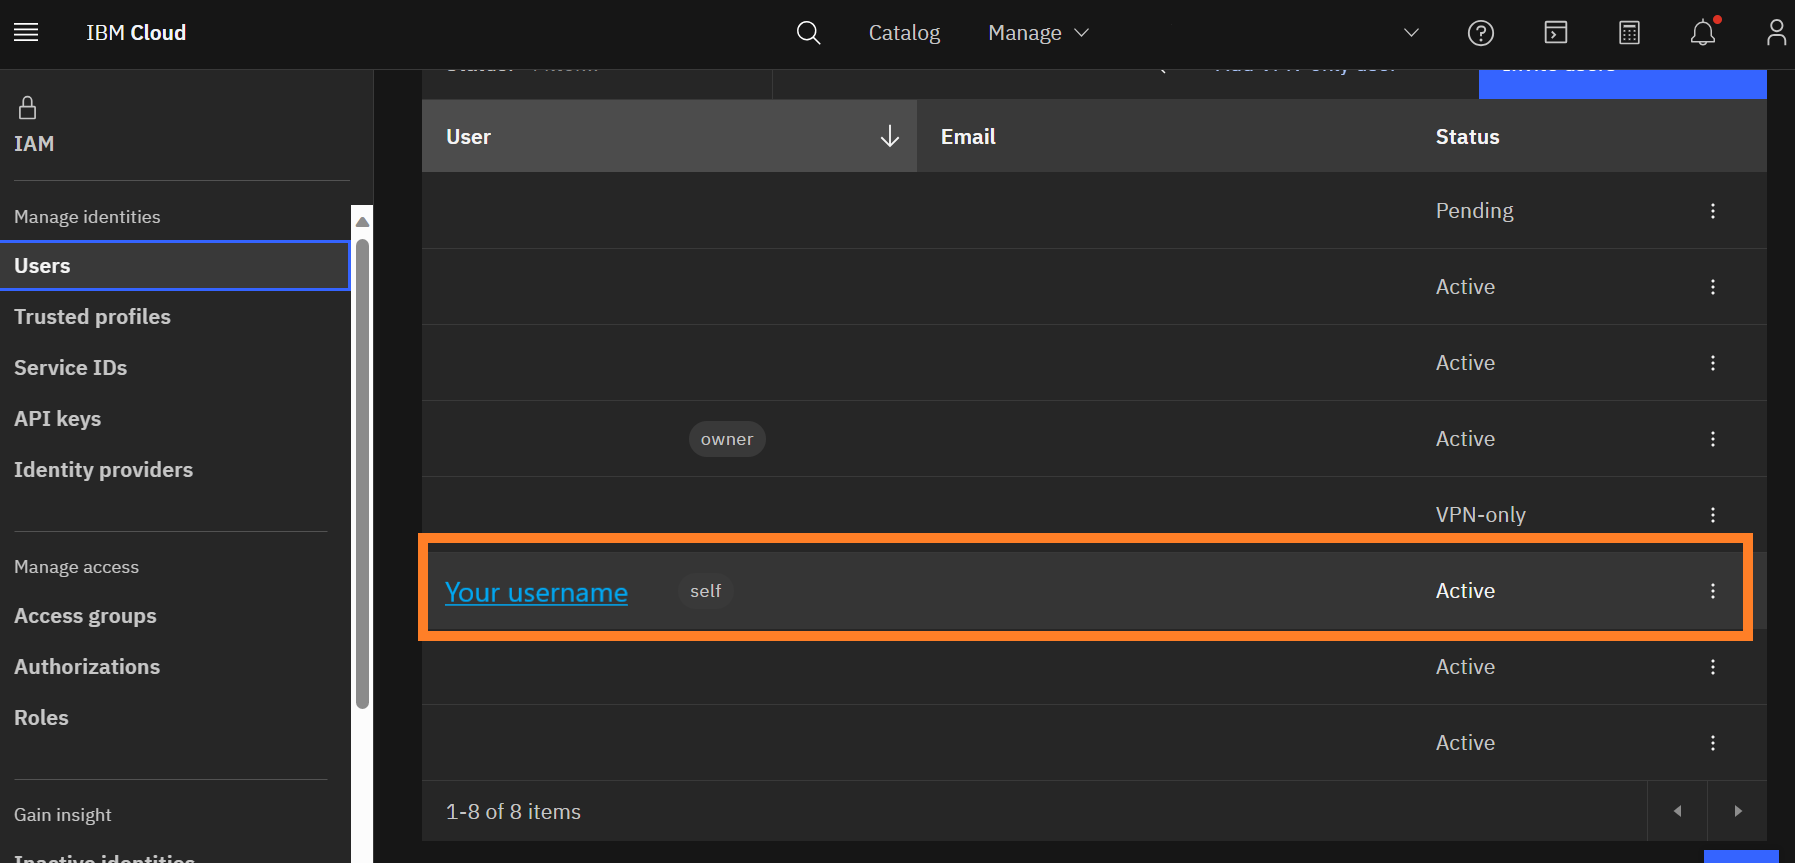 IBM Cloud
Catalog
Manage
IAM
Manage identities
Users
Trusted profiles
Service IDs
API keys
Identity providers
Manage access
Access groups
Authorizations
Roles
Gain insight
Inactive identities
User
Email
Status
Pending
Active
Active
owner
Active
VPN-only
Your username
self
Active
Active
Active
1-8 of 8 items